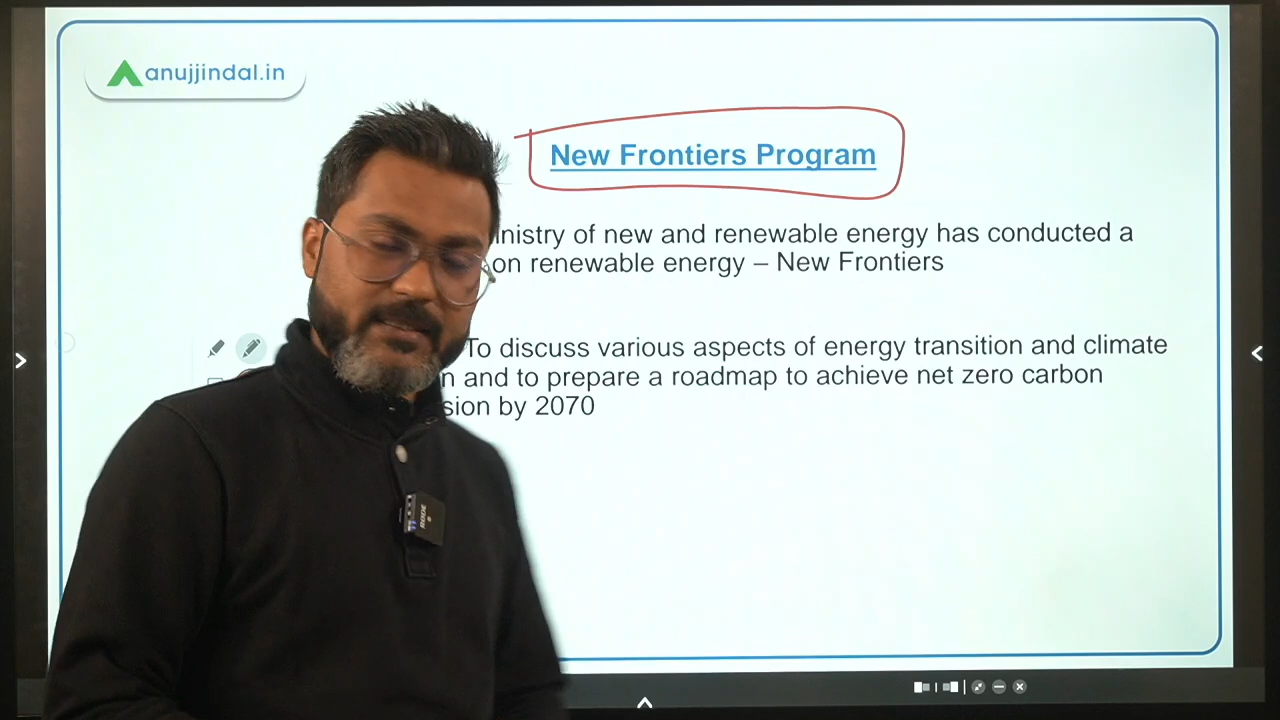 anujjindal.in
New Frontiers Program
inistry of new and renewable energy has conducted a
on renewable energy – New Frontiers
To discuss various aspects of energy transition and climate
n and to prepare a roadmap to achieve net zero carbon
sion by 2070
RODE